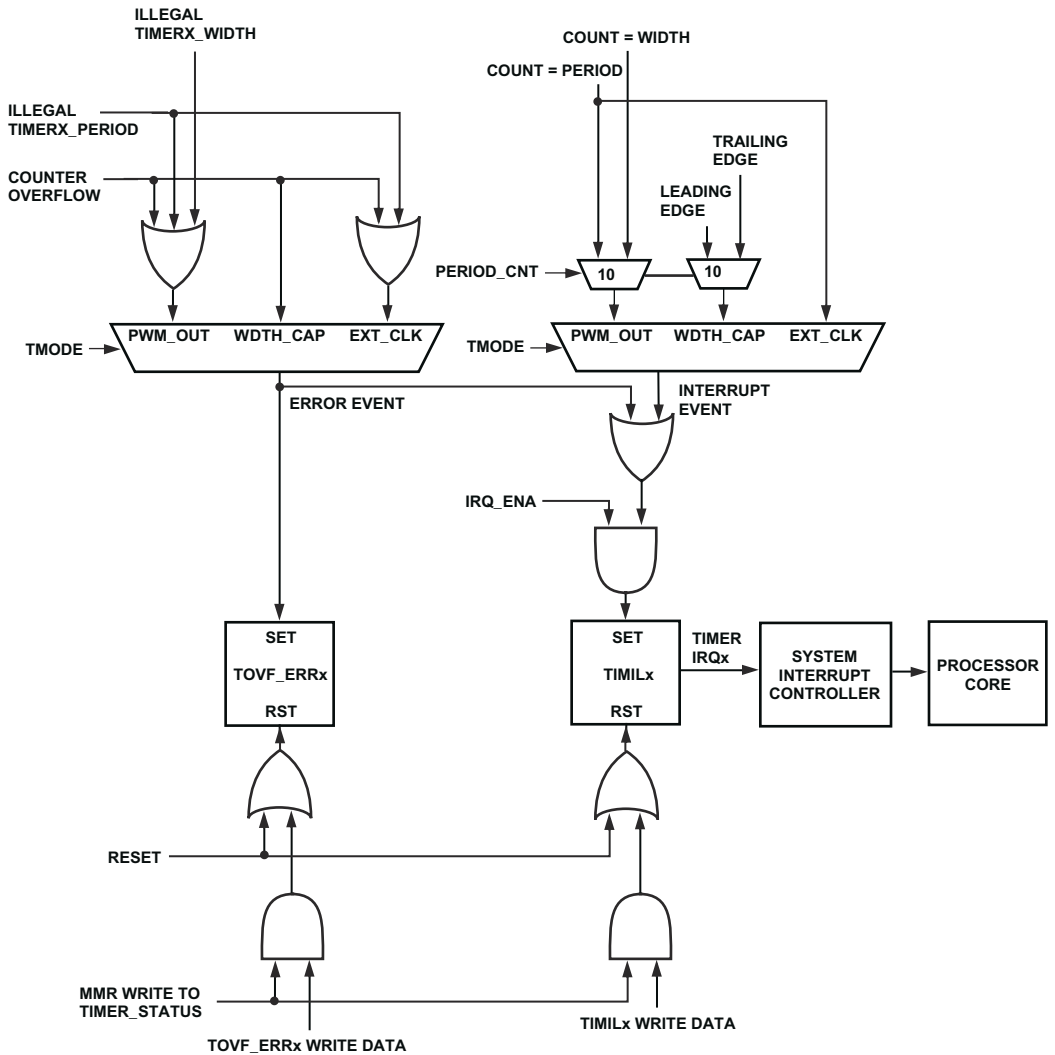 ILLEGAL
TIMERX_WIDTH
COUNT = WIDTH
COUNT = PERIOD
ILLEGAL
TIMERX_PERIOD
TRAILING
EDGE
COUNTER
OVERFLOW
LEADING
EDGE
PERIOD_CNT
10
10
TMODE
PWM_OUT WDTH_CAP EXT_CLK
TMODE
PWM_OUT WDTH_CAP EXT_CLK
ERROR EVENT
INTERRUPT
EVENT
IRQ_ENA
SET
TOVF_ERRx
RST
SET
TIMILx
RST
TIMER
IRQx
SYSTEM
INTERRUPT
CONTROLLER
PROCESSOR
CORE
RESET
MMR WRITE TO
TIMER_STATUS
TIMILx WRITE DATA
TOVF_ERRx WRITE DATA